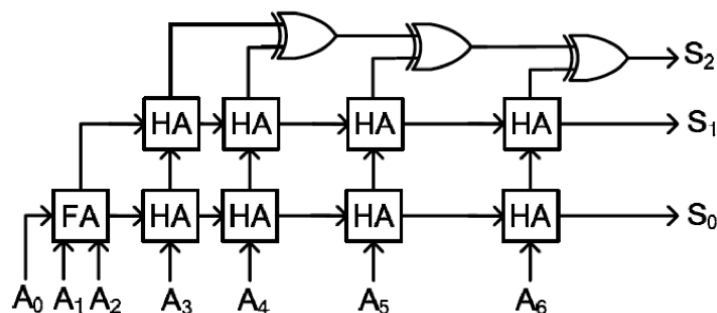 S₂
HA HA HA HA S₁
FA HA HA HA HA S₀
A₀ A₁ A₂ A₃ A₄ A₅ A₆